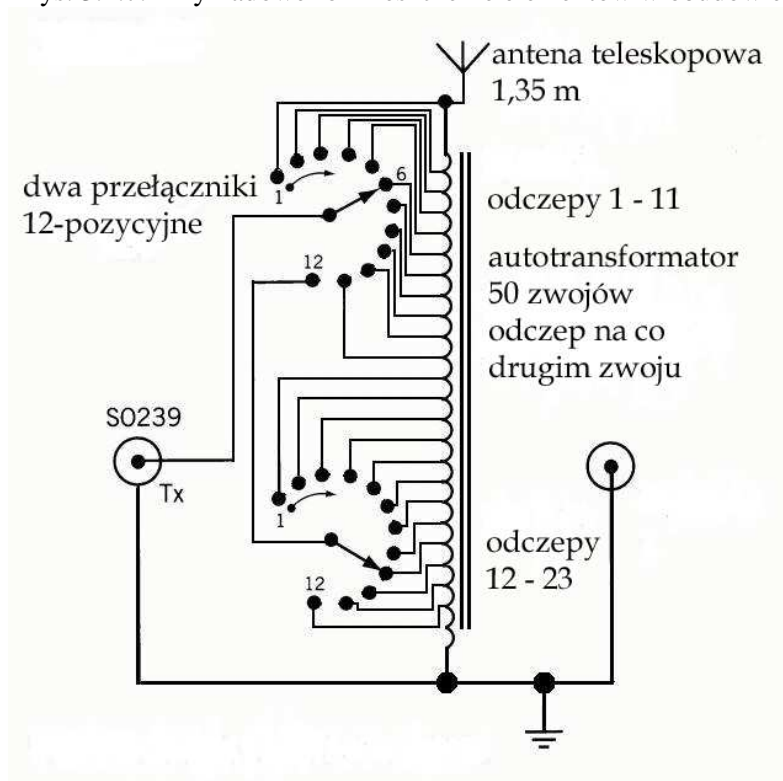 antena teleskopowa
1,35 m
dwa przełączniki
12-pozycyjne
1
6
12
odczepy 1 - 11
autotransformator
50 zwojów
odczep na co
drugim zwoju
SO239
Tx
1
12
odczepy
12 - 23